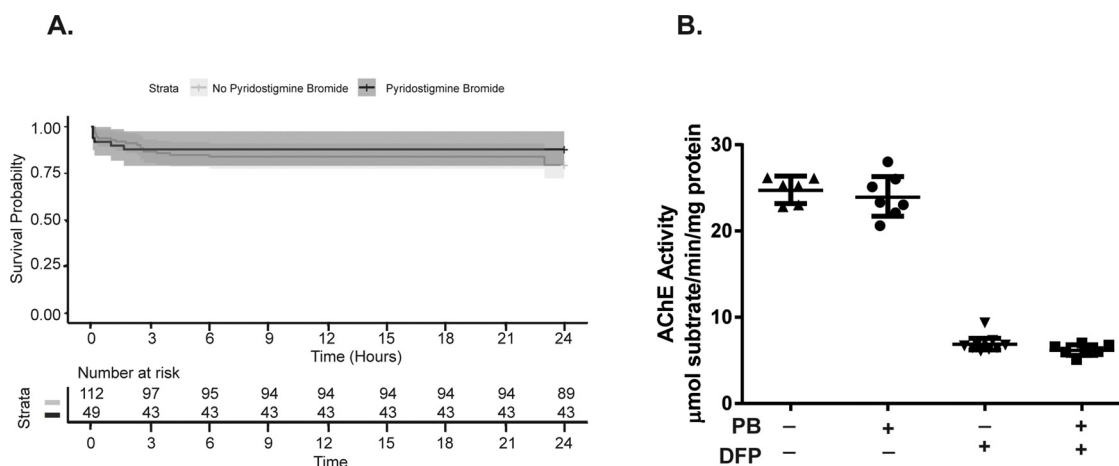 A.
Strata No Pyridostigmine Bromide Pyridostigmine Bromide
Survival Probabilty
1.00
0.75
0.50
0.25
0.00
0 3 6 9 12 15 18 21 24
Time (Hours)
Number at risk
Strata
112 97 95 94 94 94 94 94 89
49 43 43 43 43 43 43 43 43
0 3 6 9 12 15 18 21 24
Time
B.
AChE Activity
µmol subtrate/min/mg protein
30
20
10
0
PB – + – +
DFP – – + +